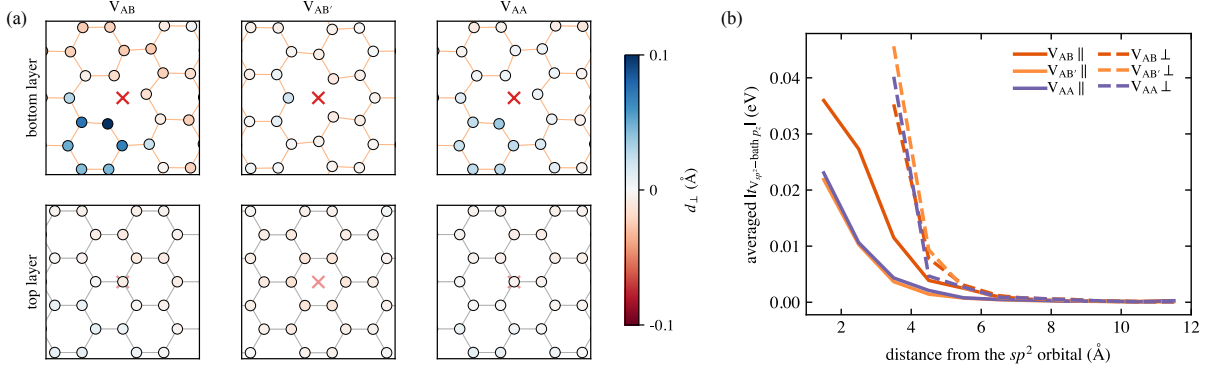 (a)
V_AB
V_AB′
V_AA
bottom layer
top layer
0.1
0
-0.1
d⊥ (Å)
(b)
averaged |t_{V_{sp²}−bath p_z}| (eV)
0.04
0.03
0.02
0.01
0.00
V_AB ∥
V_AB ⊥
V_AB′ ∥
V_AB′ ⊥
V_AA ∥
V_AA ⊥
2
4
6
8
10
12
distance from the sp² orbital (Å)